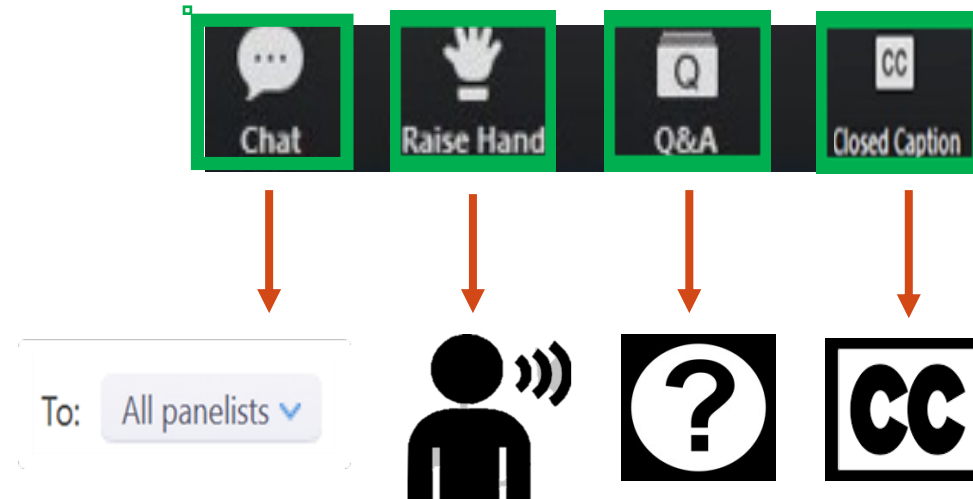 CC
Q
Chat
Raise Hand
Q&A
Closed Caption
To: All panelists
?
CC